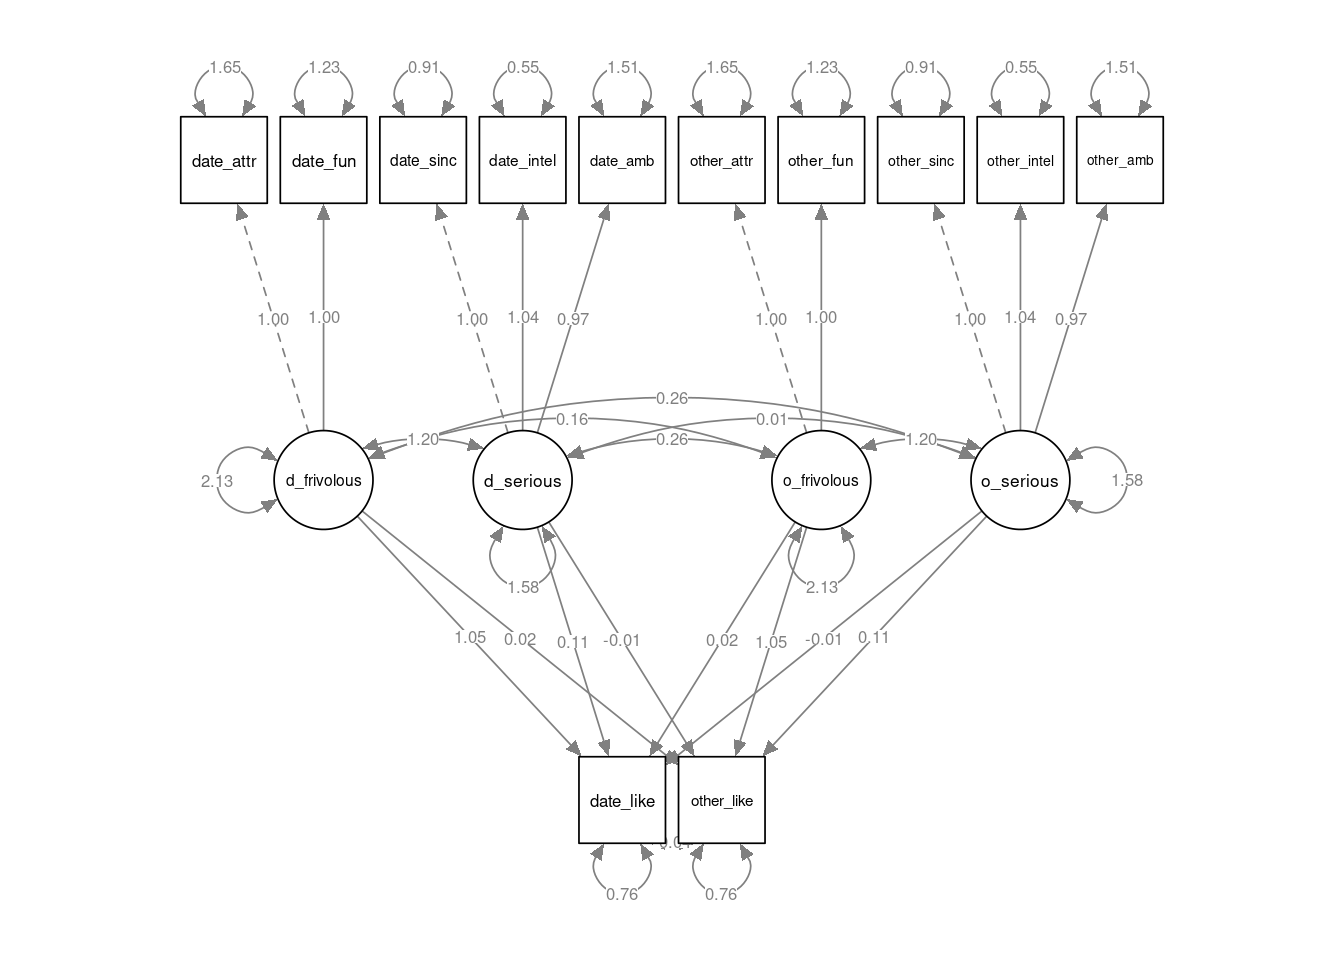 1.65 1.23 0.91 0.55 1.51 1.65 1.23 0.91 0.55 1.51
date_attr date_fun date_sinc date_intel date_amb other_attr other_fun other_sinc other_intel other_amb
1.00 1.00 1.00 1.04 0.97 1.00 1.00 1.00 1.04 0.97
0.26
0.16 0.01
1.20 0.26 1.20
2.13 d_frivolous d_serious o_frivolous o_serious 1.58
1.58 2.13
1.05 0.02 0.11 -0.01 0.02 1.05 -0.01 0.11
date_like other_like
0.76 0.76